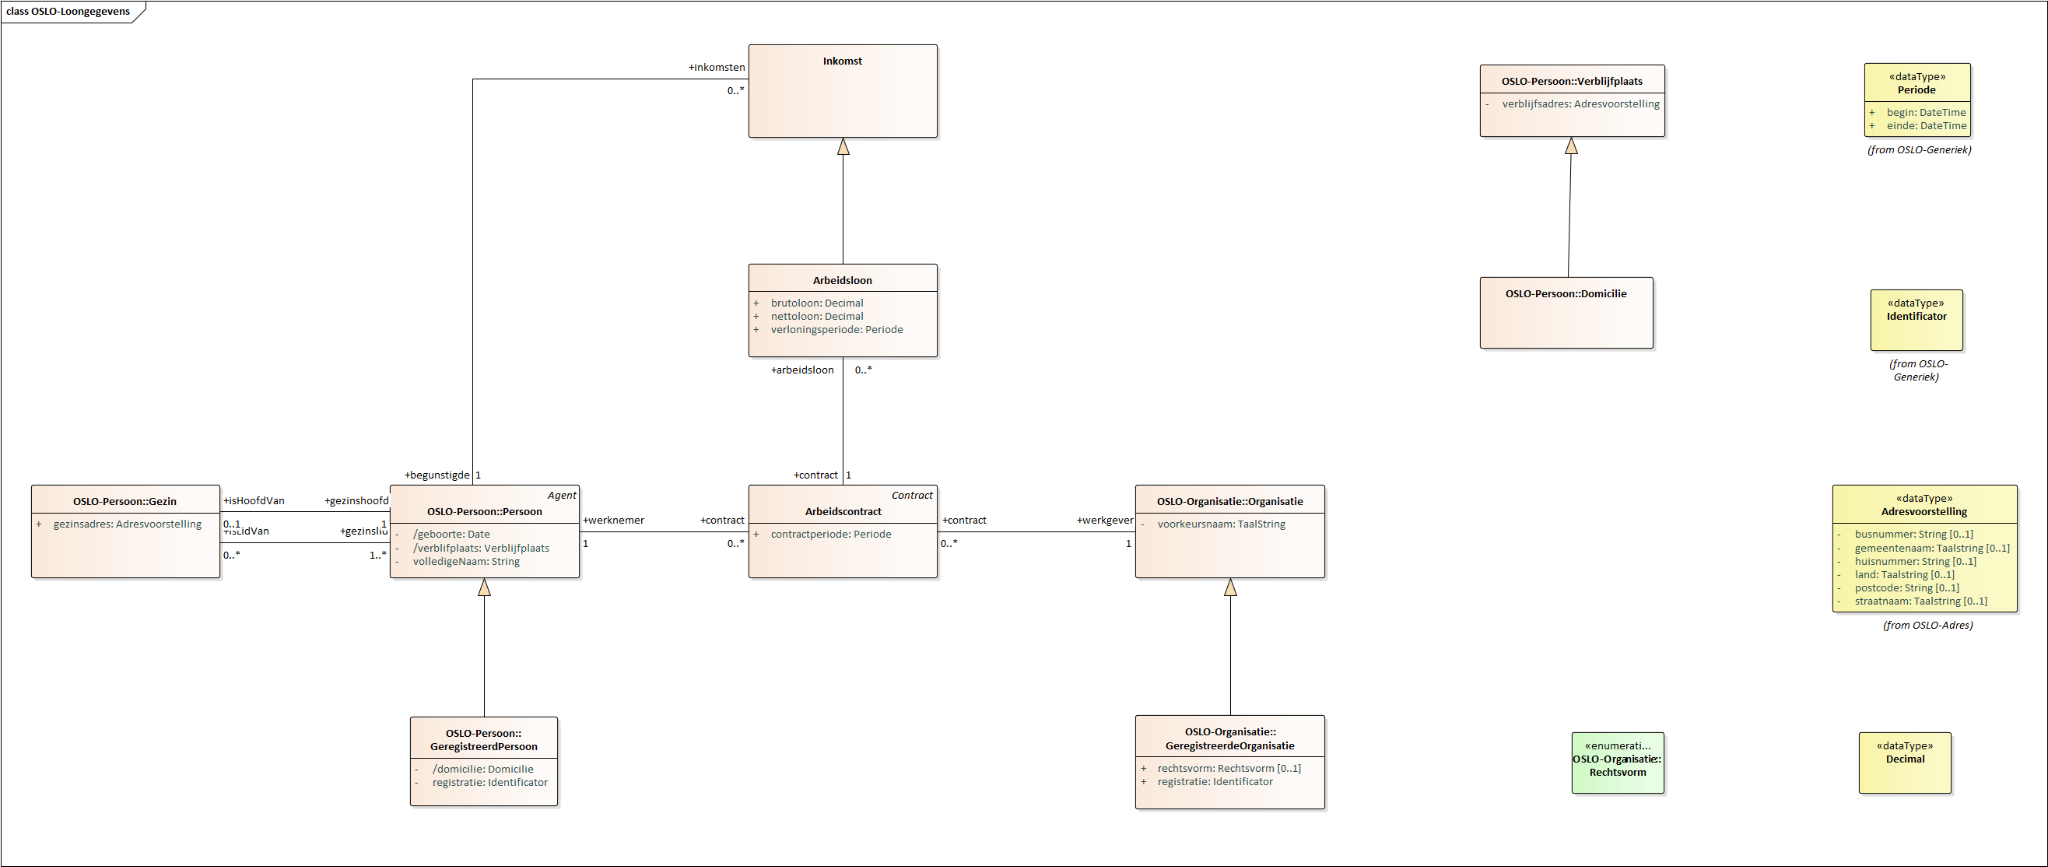 class OSLO-Loongegevens
+inkomsten
0..*
Inkomst
OSLO-Persoon::Verblijfplaats
- verblijfsadres: Adresvoorstelling
«dataType»
Periode
+ begin: DateTime
+ einde: DateTime
(from OSLO-Generiek)
Arbeidsloon
+ brutoloon: Decimal
+ nettoloon: Decimal
+ verloningsperiode: Periode
OSLO-Persoon::Domicilie
«dataType»
Identificator
(from OSLO-
Generiek)
+arbeidsloon 0..*
+begunstigde 1
+contract 1
OSLO-Persoon::Gezin
+ gezinsadres: Adresvoorstelling
+isHoofdVan +gezinshoofd
0..1 1
+isLidVan
0..* 1..*
Agent
OSLO-Persoon::Persoon
- /geboorte: Date
- /verblijfpaats: Verblijfplaats
- volledigeNaam: String
+werknemer +contract
1 0..*
Contract
Arbeidscontract
+ contractperiode: Periode
+contract +werkgever
0..* 1
OSLO-Organisatie::Organisatie
- voorkeursnaam: TaalString
«dataType»
Adresvoorstelling
- busnummer: String [0..1]
- gemeentenaam: Taalstring [0..1]
- huisnummer: String [0..1]
- land: Taalstring [0..1]
- postcode: String [0..1]
- straatnaam: Taalstring [0..1]
(from OSLO-Adres)
OSLO-Persoon::
GeregistreerdPersoon
- /domicilie: Domicilie
- registratie: Identificator
OSLO-Organisatie::
GeregistreerdeOrganisatie
+ rechtsvorm: Rechtsvorm [0..1]
+ registratie: Identificator
«enumerati...
OSLO-Organisatie::
Rechtsvorm
«dataType»
Decimal